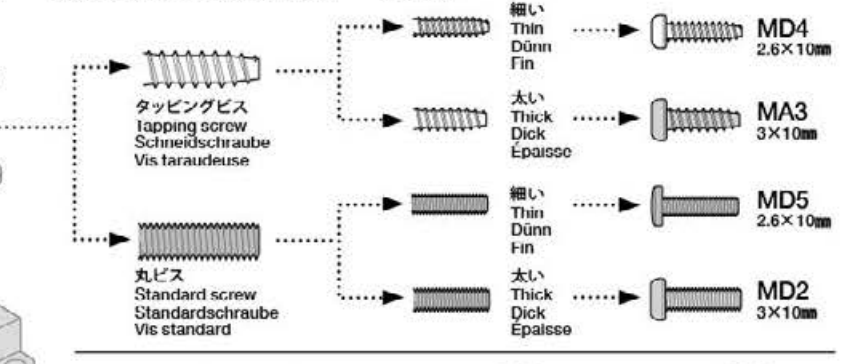 細い
Thin
Dünn
Fin
MD4
2.6×10mm
タッピングビス
Tapping screw
Schneidschraube
Vis taraudeuse
太い
Thick
Dick
Épaisse
MA3
3×10mm
細い
Thin
Dünn
Fin
MD5
2.6×10mm
丸ビス
Standard screw
Standardschraube
Vis standard
太い
Thick
Dick
Épaisse
MD2
3×10mm